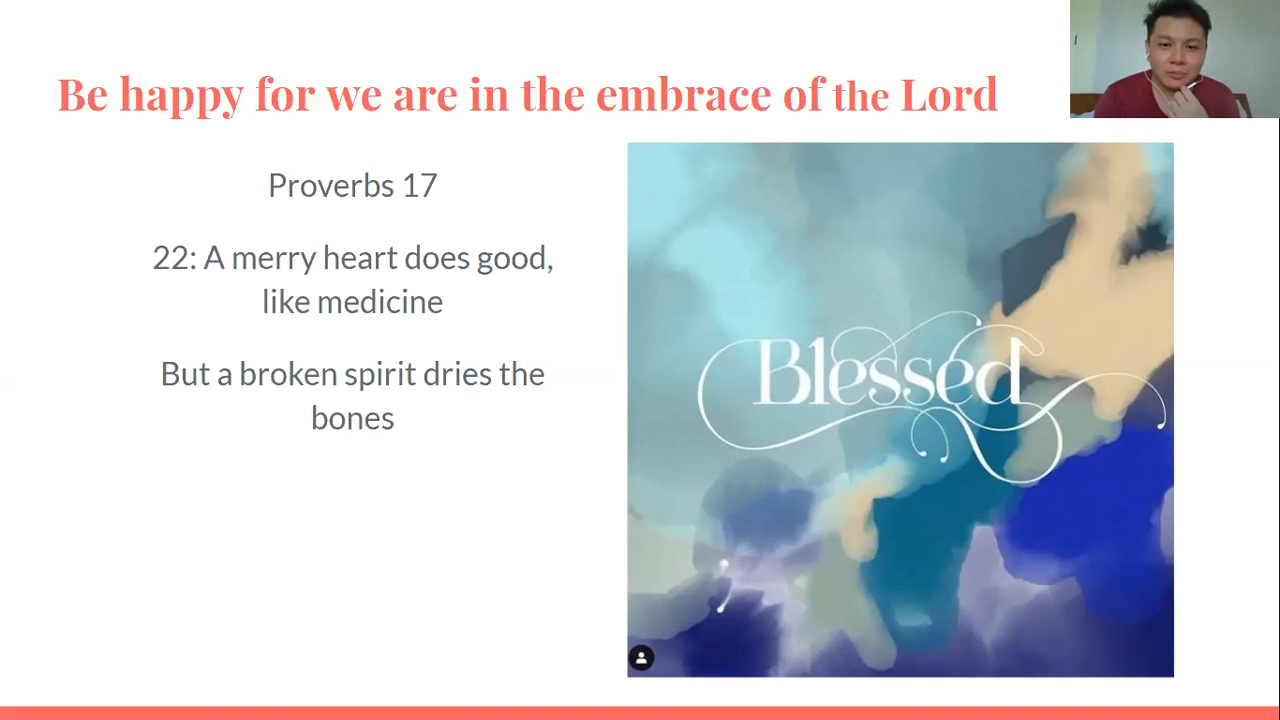 Be happy for we are in the embrace of the Lord
Proverbs 17
22: A merry heart does good,
like medicine
But a broken spirit dries the
bones
Blessed